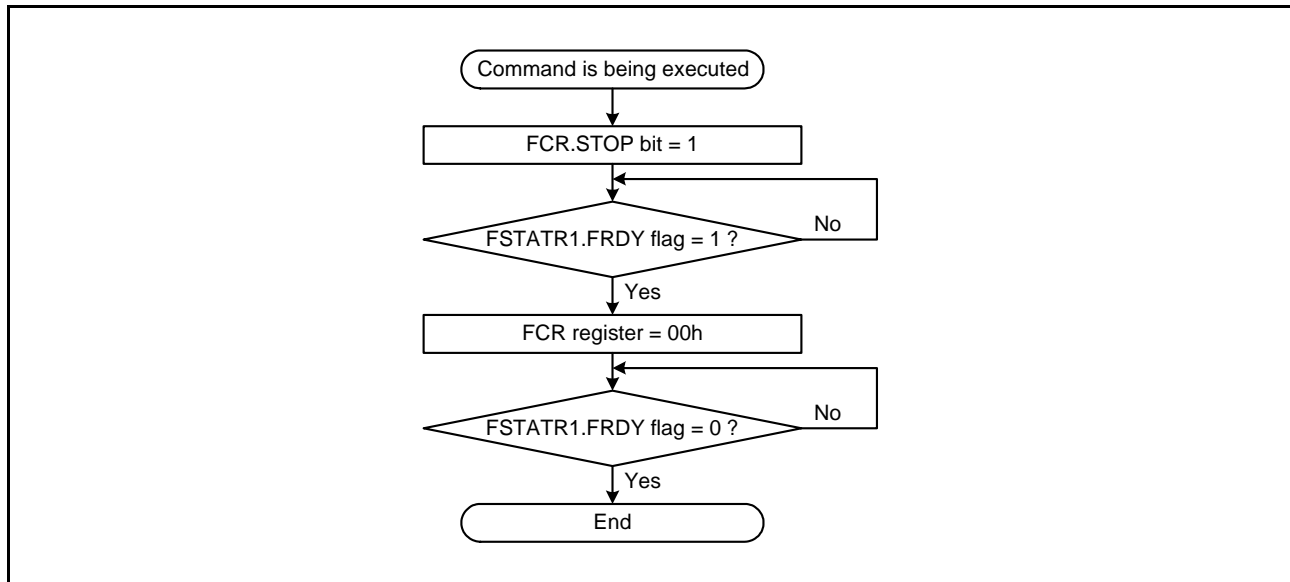 Command is being executed
FCR.STOP bit = 1
FSTATR1.FRDY flag = 1 ?
No
Yes
FCR register = 00h
FSTATR1.FRDY flag = 0 ?
No
Yes
End